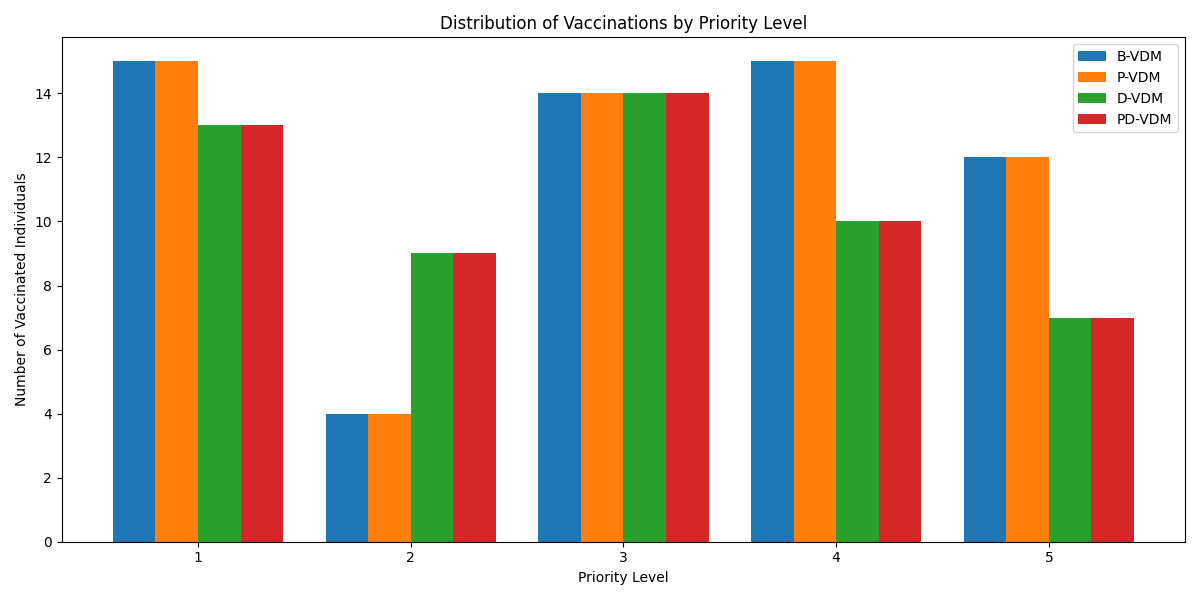 Distribution of Vaccinations by Priority Level
B-VDM
P-VDM
D-VDM
PD-VDM
Number of Vaccinated Individuals
14
12
10
8
6
4
2
0
1 2 3 4 5
Priority Level